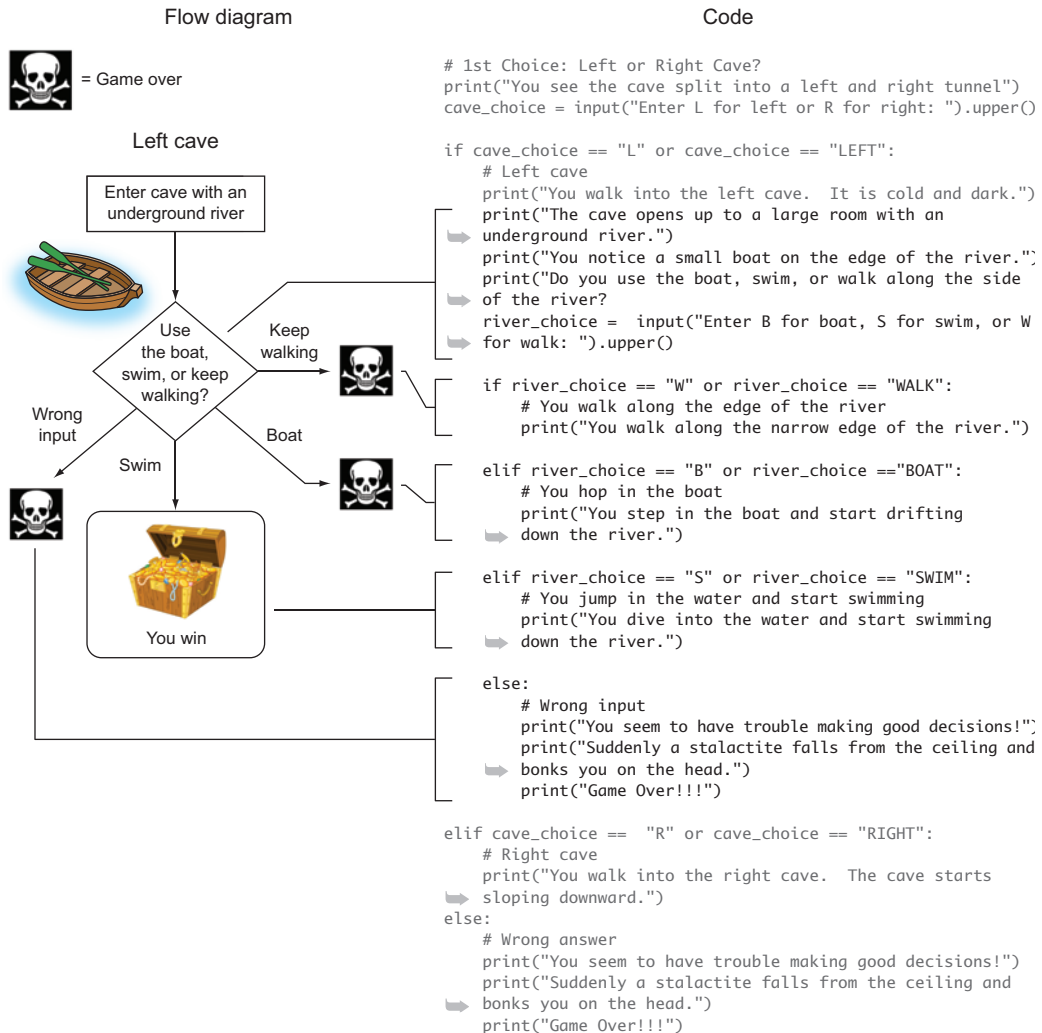 Flow diagram
= Game over
Left cave
Enter cave with an
underground river
Use
the boat,
swim, or keep
walking?
Keep
walking
Wrong
input
Swim
Boat
You win
Code
# 1st Choice: Left or Right Cave?
print("You see the cave split into a left and right tunnel")
cave_choice = input("Enter L for left or R for right: ").upper()
if cave_choice == "L" or cave_choice == "LEFT":
    # Left cave
    print("You walk into the left cave.  It is cold and dark.")
    print("The cave opens up to a large room with an
    underground river.")
    print("You notice a small boat on the edge of the river.")
    print("Do you use the boat, swim, or walk along the side
    of the river?
    river_choice =  input("Enter B for boat, S for swim, or W
    for walk: ").upper()
    if river_choice == "W" or river_choice == "WALK":
        # You walk along the edge of the river
        print("You walk along the narrow edge of the river.")
    elif river_choice == "B" or river_choice =="BOAT":
        # You hop in the boat
        print("You step in the boat and start drifting
        down the river.")
    elif river_choice == "S" or river_choice == "SWIM":
        # You jump in the water and start swimming
        print("You dive into the water and start swimming
        down the river.")
    else:
        # Wrong input
        print("You seem to have trouble making good decisions!")
        print("Suddenly a stalactite falls from the ceiling and
        bonks you on the head.")
        print("Game Over!!!")
elif cave_choice ==  "R" or cave_choice == "RIGHT":
    # Right cave
    print("You walk into the right cave.  The cave starts
    sloping downward.")
else:
    # Wrong answer
    print("You seem to have trouble making good decisions!")
    print("Suddenly a stalactite falls from the ceiling and
    bonks you on the head.")
    print("Game Over!!!")